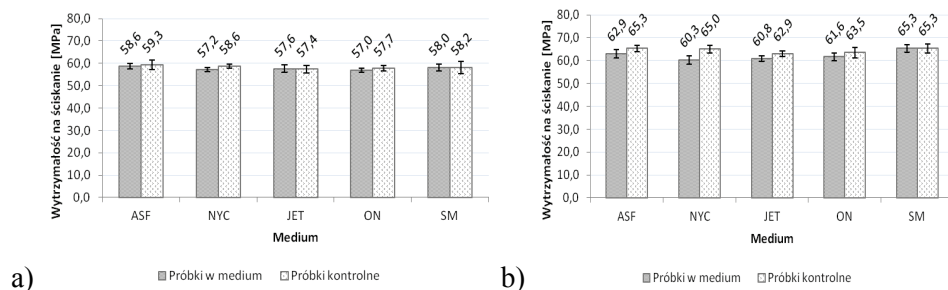 80,0
70,0
60,0
50,0
40,0
30,0
20,0
10,0
0,0
Wytrzymałość na ściskanie [MPa]
58,6 59,3 57,2 58,6 57,6 57,4 57,0 57,7 58,0 58,2
ASF NYC JET ON SM
Medium
Próbki w medium Próbki kontrolne
a)
80,0
70,0
60,0
50,0
40,0
30,0
20,0
10,0
0,0
Wytrzymałość na ściskanie [MPa]
62,9 65,3 60,3 65,0 60,8 62,9 61,6 63,5 65,3 65,3
ASF NYC JET ON SM
Medium
Próbki w medium Próbki kontrolne
b)